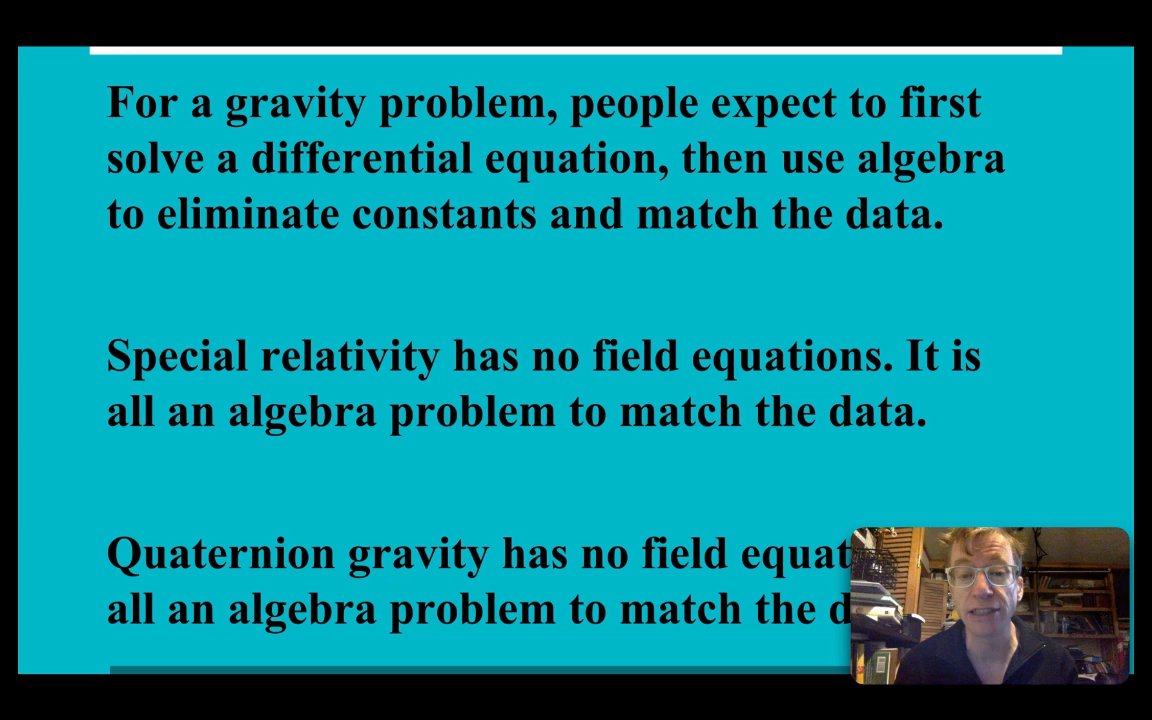 For a gravity problem, people expect to first
solve a differential equation, then use algebra
to eliminate constants and match the data.
Special relativity has no field equations. It is
all an algebra problem to match the data.
Quaternion gravity has no field
all an algebra problem to match the